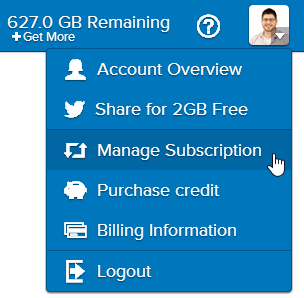 627.0 GB Remaining
+Get More
?
Account Overview
Share for 2GB Free
Manage Subscription
Purchase credit
Billing Information
Logout